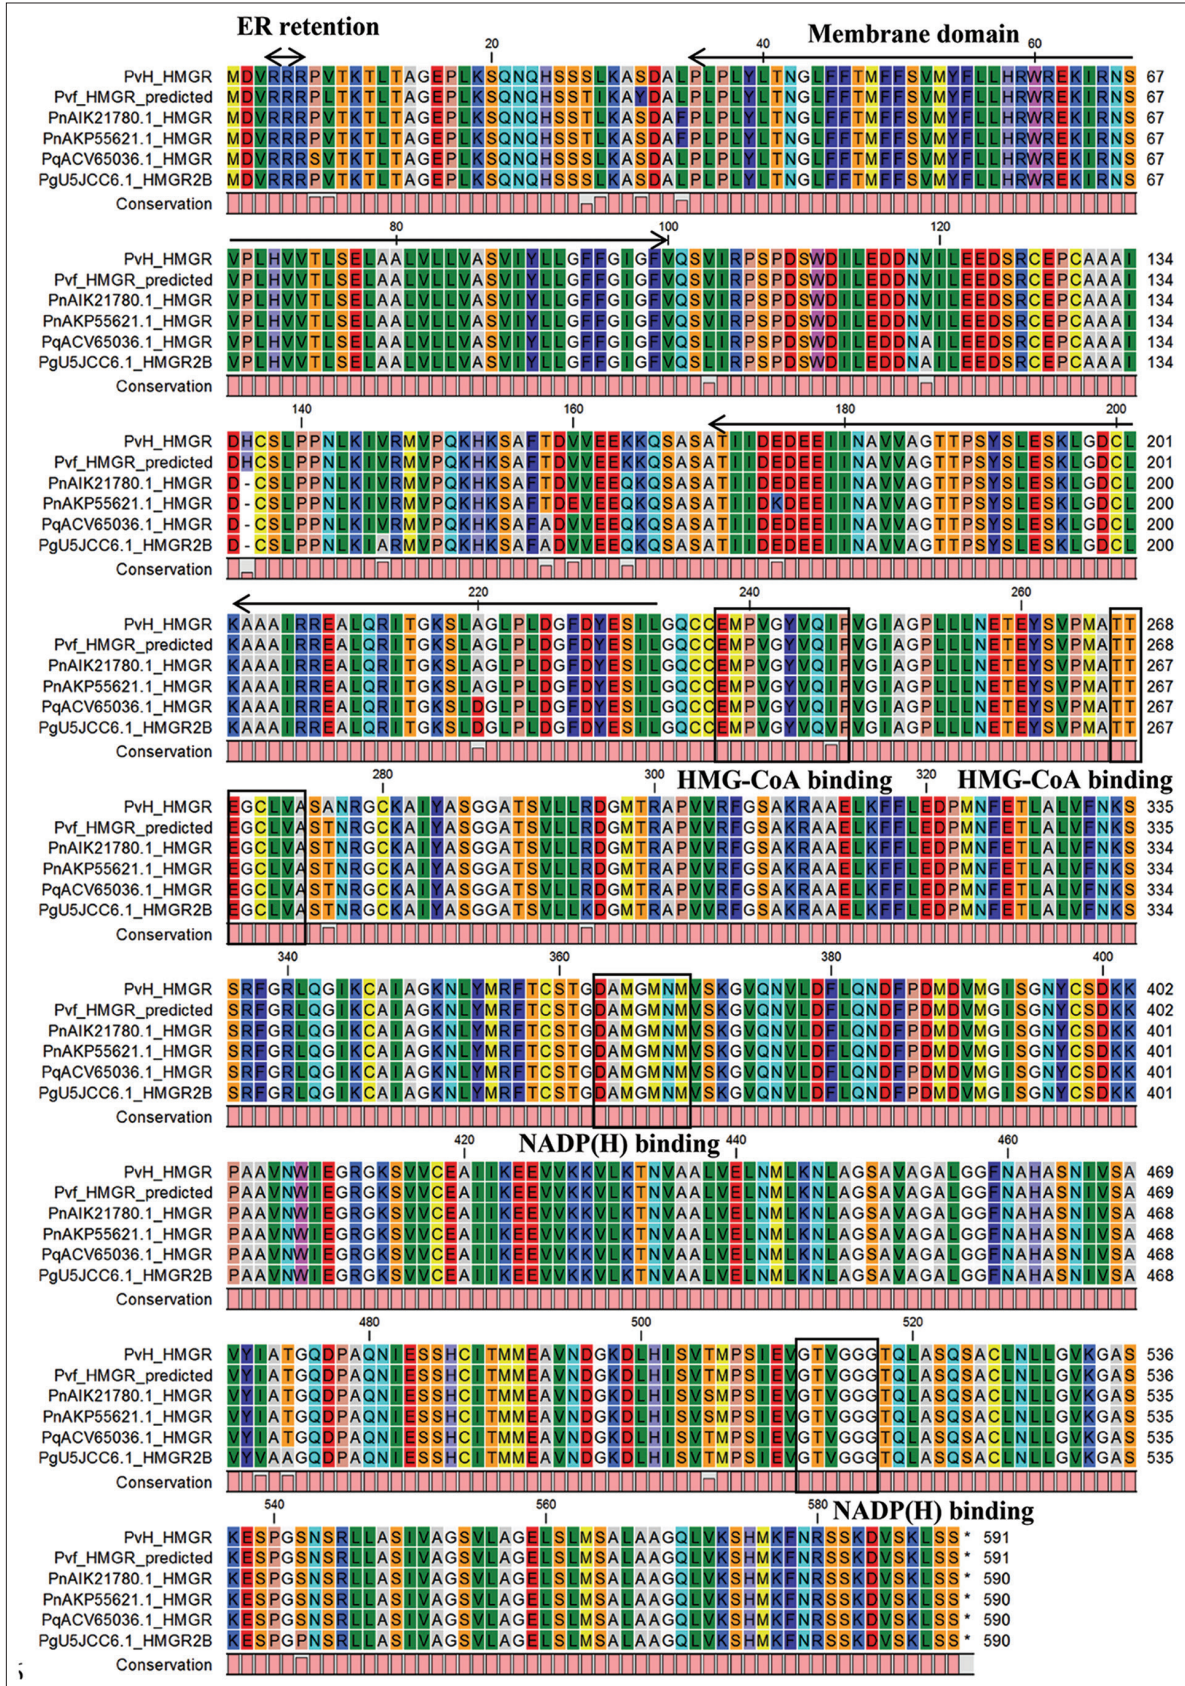 ER retention
Membrane domain
20 40 60
PvH_HMGR MDVRRRPVTKTLTAGEPLKSQNQHSSSLKASDALPLPLYLTNGLFFTMFFSVMYFLLHRWREKIRNS 67
Pvf_HMGR_predicted MDVRRRPLTKTLTAGEPLKSQNQHSSTIKAYDALPLPLYLTNGLFFTMFFSVMYFLLHRWREKIRNS 67
PnAIK21780.1_HMGR MDVRRRPVTKTLTAGEPLKSQNQHSSTLKASDAFPLPLYLTNGLFFTMFFSVMYFLLHRWREKIRNS 67
PnAKP55621.1_HMGR MDVRRRPVTKTLTAGEPLKSQNQHSSTLKASDAFPLPLYLTNGLFFTMFFSVMYFLLHRWREKIRNS 67
PqACV65036.1_HMGR MDVRRRSVTKTLTAGEPLKSQNQHSSSLKASDALPLPLYLTNGLFFTMFFSVMYFLLHRWREKIRNS 67
PgU5JCC6.1_HMGR2B MDVRRRPVTKTLTAGEPLKSQNQHSSSLKASDALPLPLYLTNGLFFTMFFSVMYFLLHRWREKIRNS 67
Conservation
80 100 120
PvH_HMGR VPLHVVTLSELAALVLLVASVIYLLGFFGIGFVQSVIRPSPDSWDILEDDNVILEEDSRCEPCAAAI 134
Pvf_HMGR_predicted VPLHVVTLSELAALVLLVASVIYLLGFFGIGFVQSVIRPSPDSWDILEDDNVILEEDSRCEPCAAAI 134
PnAIK21780.1_HMGR VPLHVVTLSELAALVLLVASVIYLLGFFGIGFVQSVIRPSPDSWDILEDDNVILEEDSRCEPCAAAI 134
PnAKP55621.1_HMGR VPLHVVTLSELAALVLLVASVIYLLGFFGIGFVQSVIRPSPDSWDILEDDNVILEEDSRCEPCAAAI 134
PqACV65036.1_HMGR VPLHVVTLSELAALVLLVASVIYLLGFFGIGFVQSLIRPSPDSWDILEDDNAILEEDSRCEPCAAAI 134
PgU5JCC6.1_HMGR2B VPLHVVTLSELAALVLLVASVIYLLGFFGIGFVQSLIRPSPDSWDILEDDNAILEEDSRCEPCAAAI 134
Conservation
140 160 180 200
PvH_HMGR DHCSLPPNLKIVRMVPQKHKSAFTDVVEEKKQSASATIIDEDEEIINAVVAGTTPSYSLESKLGDCL 201
Pvf_HMGR_predicted DHCSLPPNLKIVRMVPQKHKSAFTDVVEEKKQSASATIIDEDEEIINAVVAGTTPSYSLESKLGDCL 201
PnAIK21780.1_HMGR D-CSLPPNLKIVRMVPQKHKSAFTDVVEEQKQSASATIIDEDEEIINAVVAGTTPSYSLESKLGDCL 200
PnAKP55621.1_HMGR D-CSLPPNLKIVRMVPQKHKSAFTDEVEEQKQSASATIIDKDEEIINAVVAGTTPSYSLESKLGDCL 200
PqACV65036.1_HMGR D-CSLPPNLKIVRMVPQKHKSAFADVVEEQKQSASATIIDEDEEIINAVVAGTTPSYSLESKLGDCL 200
PgU5JCC6.1_HMGR2B D-CSLPPNLKIARMVPQKHKSAFADVVEEQKQSASATIIDEDEEIINAVVAGTTPSYSLESKLGDCL 200
Conservation
220 240 260
PvH_HMGR KAAAIRREALQRITGKSLAGLPLDGFDYESILGQCCEMPVGYVQIPVGIAGPLLLNETEYSVPMATT 268
Pvf_HMGR_predicted KAAAIRREALQRITGKSLAGLPLDGFDYESILGQCCEMPVGYVQIPVGIAGPLLLNETEYSVPMATT 268
PnAIK21780.1_HMGR KAAAIRREALQRITGKSLAGLPLDGFDYESILGQCCEMPVGYVQIPVGIAGPLLLNETEYSVPMATT 267
PnAKP55621.1_HMGR KAAAIRREALQRITGKSLAGLPLDGFDYESILGQCCEMPVGYVQIPVGIAGPLLLNETEYSVPMATT 267
PqACV65036.1_HMGR KAAAIRREALQRITGKSLDGLPLDGFDYESILGQCCEMPVGYVQIPVGIAGPLLLNETEYSVPMATT 267
PgU5JCC6.1_HMGR2B KAAAIRREALQRITGKSLDGLPLDGFDYESILGQCCEMPVGYVQVPVGIAGPLLLNETEYSVPMATT 267
Conservation
HMG-CoA binding
HMG-CoA binding
280 300 320
PvH_HMGR EGCLVASANRGCKAIYASGGATSVLLRDGMTRAPVVRFGSAKRAAELKFFLEDPMNFETLALVFNKS 335
Pvf_HMGR_predicted EGCLVASTNRGCKAIYASGGATSVLLRDGMTRAPVVRFGSAKRAAELKFFLEDPMNFETLALVFNKS 335
PnAIK21780.1_HMGR EGCLVASTNRGCKAIYASGGATSVLLRDGMTRAPVVRFGSAKRAAELKFFLEDPMNFETLALVFNKS 334
PnAKP55621.1_HMGR EGCLVASTNRGCKAIYASGGATSVLLRDGMTRAPVVRFGSAKRAAELKFFLEDPMNFETLALVFNKS 334
PqACV65036.1_HMGR EGCLVASTNRGCKAIYASGGATSVLLRDGMTRAPVVRFGSAKRAAELKFFLEDPMNFETLALVFNKS 334
PgU5JCC6.1_HMGR2B EGCLVASTNRGCKAIYASGGATSVLLKDGMTRAPVVRFGSAKRAAELKFFLEDPMNFETLALVFNKS 334
Conservation
340 360 380 400
PvH_HMGR SRFGRLQGIKCAIAGKNLYMRFTCSTGDAMGMNMVSKGVQNVLDFLQNDFPDMDVMGISGNYCSDKK 402
Pvf_HMGR_predicted SRFGRLQGIKCAIAGKNLYMRFTCSTGDAMGMNMVSKGVQNVLDFLQNDFPDMDVMGISGNYCSDKK 402
PnAIK21780.1_HMGR SRFGRLQGIKCAIAGKNLYMRFTCSTGDAMGMNMVSKGVQNVLDFLQNDFPDMDVMGISGNYCSDKK 401
PnAKP55621.1_HMGR SRFGRLQGIKCAIAGKNLYMRFTCSTGDAMGMNMVSKGVQNVLDFLQNDFPDMDVMGISGNYCSDKK 401
PqACV65036.1_HMGR SRFGRLQGIKCAIAGKNLYMRFTCSTGDAMGMNMVSKGVQNVLDFLQNDFPDMDVMGISGNYCSDKK 401
PgU5JCC6.1_HMGR2B SRFGRLQGIKCAIAGKNLYMRFTCSTGDAMGMNMVSKGVQNVLDFLQNDFPDMDVMGISGNYCSDKK 401
Conservation
NADP(H) binding
420 440 460
PvH_HMGR PAAVNWIEGRGKSVVCEAIIKEEVVKKVLKTNVAALVELNMLKNLAGSAVAGALGGFNAHASNIVSA 469
Pvf_HMGR_predicted PAAVNWIEGRGKSVVCEAIIKEEVVKKVLKTNVAALVELNMLKNLAGSAVAGALGGFNAHASNIVSA 469
PnAIK21780.1_HMGR PAAVNWIEGRGKSVVCEAIIKEEVVKKVLKTNVAALVELNMLKNLAGSAVAGALGGFNAHASNIVSA 468
PnAKP55621.1_HMGR PAAVNWIEGRGKSVVCEAIIKEEVVKKVLKTNVAALVELNMLKNLAGSAVAGALGGFNAHASNIVSA 468
PqACV65036.1_HMGR PAAVNWIEGRGKSVVCEAIIKEEVVKKVLKTNVAALVELNMLKNLAGSAVAGALGGFNAHASNIVSA 468
PgU5JCC6.1_HMGR2B PAAVNWIEGRGKSVVCEAIIKEEVVKKVLKTNVAALVELNMLKNLAGSAVAGALGGFNAHASNIVSA 468
Conservation
480 500 520
PvH_HMGR VYIATGQDPAQNIESSHCITMMEAVNDGKDLHISVTMPSIEVGTVGGGTQLASQSACLNLLGVKGAS 536
Pvf_HMGR_predicted VYIATGQDPAQNIESSHCITMMEAVNDGKDLHISVTMPSIEVGTVGGGTQLASQSACLNLLGVKGAS 536
PnAIK21780.1_HMGR VYIATGQDPAQNIESSHCITMMEAVNDGKDLHISVSMPSIEVGTVGGGTQLASQSACLNLLGVKGAS 535
PnAKP55621.1_HMGR VYIATGQDPAQNIESSHCITMMEAVNDGKDLHISVSMPSIEVGTVGGGTQLASQSACLNLLGVKGAS 535
PqACV65036.1_HMGR VYIATGQDPAQNIESSHCITMMEAVNDGKDLHISVTMPSIEVGTVGGGTQLASQSACLNLLGVKGAS 535
PgU5JCC6.1_HMGR2B VYVAAGQDPAQNIESSHCITMMEAVNDGKDLHISVTMPSIEVGTVGGGTQLASQSACLNLLGVKGAS 535
Conservation
NADP(H) binding
540 560 580
PvH_HMGR KESPGSNSRLLASIVAGSVLAGELSLMSALAAGQLVKSHMKFNRSSKDVSKLSS* 591
Pvf_HMGR_predicted KESPGSNSRLLASIVAGSVLAGELSLMSALAAGQLVKSHMKFNRSSKDVSKLSS* 591
PnAIK21780.1_HMGR KESPGSNSRLLASIVAGSVLAGELSLMSALAAGQLVKSHMKFNRSSKDVSKLSS* 590
PnAKP55621.1_HMGR KESPGSNSRLLASIVAGSVLAGELSLMSALAAGQLVKSHMKFNRSSKDVSKLSS* 590
PqACV65036.1_HMGR KESPGSNSRLLASIVAGSVLAGELSLMSALAAGQLVKSHMKFNRSSKDVSKLSS* 590
PgU5JCC6.1_HMGR2B KESPGPNSRLLASIVAGSVLAGELSLMSALAAGQLVKSHMKFNRSSKDVSKLSS* 590
Conservation